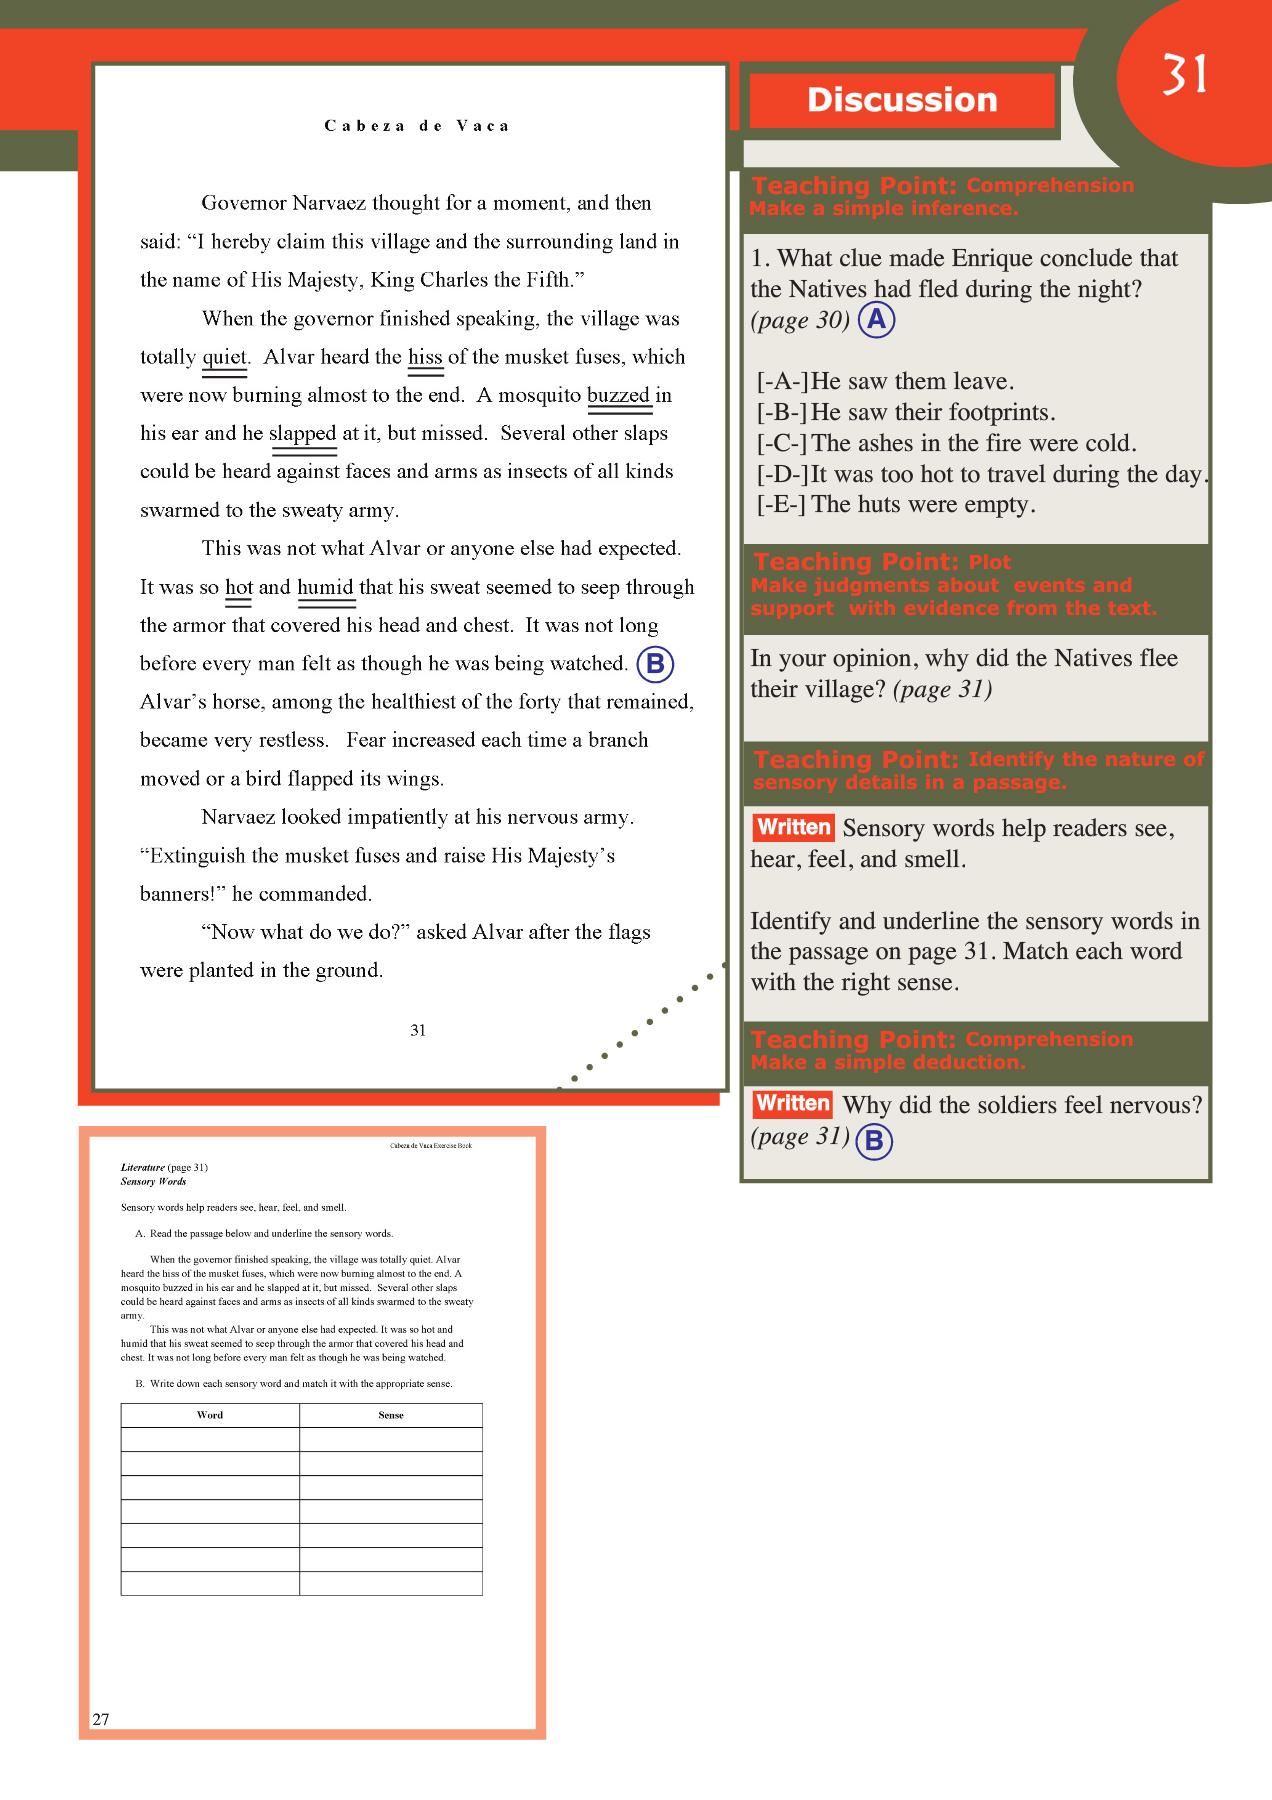 31
Cabeza de Vaca
Governor Narvaez thought for a moment, and then
said: “I hereby claim this village and the surrounding land in
the name of His Majesty, King Charles the Fifth.”
When the governor finished speaking, the village was
totally quiet.  Alvar heard the hiss of the musket fuses, which
were now burning almost to the end.  A mosquito buzzed in
his ear and he slapped at it, but missed.  Several other slaps
could be heard against faces and arms as insects of all kinds
swarmed to the sweaty army.
This was not what Alvar or anyone else had expected.
It was so hot and humid that his sweat seemed to seep through
the armor that covered his head and chest.  It was not long
before every man felt as though he was being watched. B
Alvar’s horse, among the healthiest of the forty that remained,
became very restless.   Fear increased each time a branch
moved or a bird flapped its wings.
Narvaez looked impatiently at his nervous army.
“Extinguish the musket fuses and raise His Majesty’s
banners!” he commanded.
“Now what do we do?” asked Alvar after the flags
were planted in the ground.
31
Discussion
Teaching Point: Comprehension
Make a simple inference.
1. What clue made Enrique conclude that
the Natives had fled during the night?
(page 30) A
[-A-]He saw them leave.
[-B-]He saw their footprints.
[-C-]The ashes in the fire were cold.
[-D-]It was too hot to travel during the day.
[-E-] The huts were empty.
Teaching Point: Plot
Make judgments about  events and
support  with evidence from the text.
In your opinion, why did the Natives flee
their village? (page 31)
Teaching Point: Identify the nature of
sensory details in a passage.
Written Sensory words help readers see,
hear, feel, and smell.
Identify and underline the sensory words in
the passage on page 31. Match each word
with the right sense.
Teaching Point: Comprehension
Make a simple deduction.
Written Why did the soldiers feel nervous?
(page 31) B
Cabeza de Vaca Exercise Book
Literature (page 31)
Sensory Words
Sensory words help readers see, hear, feel, and smell.
A. Read the passage below and underline the sensory words.
When the governor finished speaking, the village was totally quiet. Alvar
heard the hiss of the musket fuses, which were now burning almost to the end. A
mosquito buzzed in his ear and he slapped at it, but missed.  Several other slaps
could be heard against faces and arms as insects of all kinds swarmed to the sweaty
army.
This was not what Alvar or anyone else had expected. It was so hot and
humid that his sweat seemed to seep through the armor that covered his head and
chest. It was not long before every man felt as though he was being watched.
B. Write down each sensory word and match it with the appropriate sense.
Word Sense
27